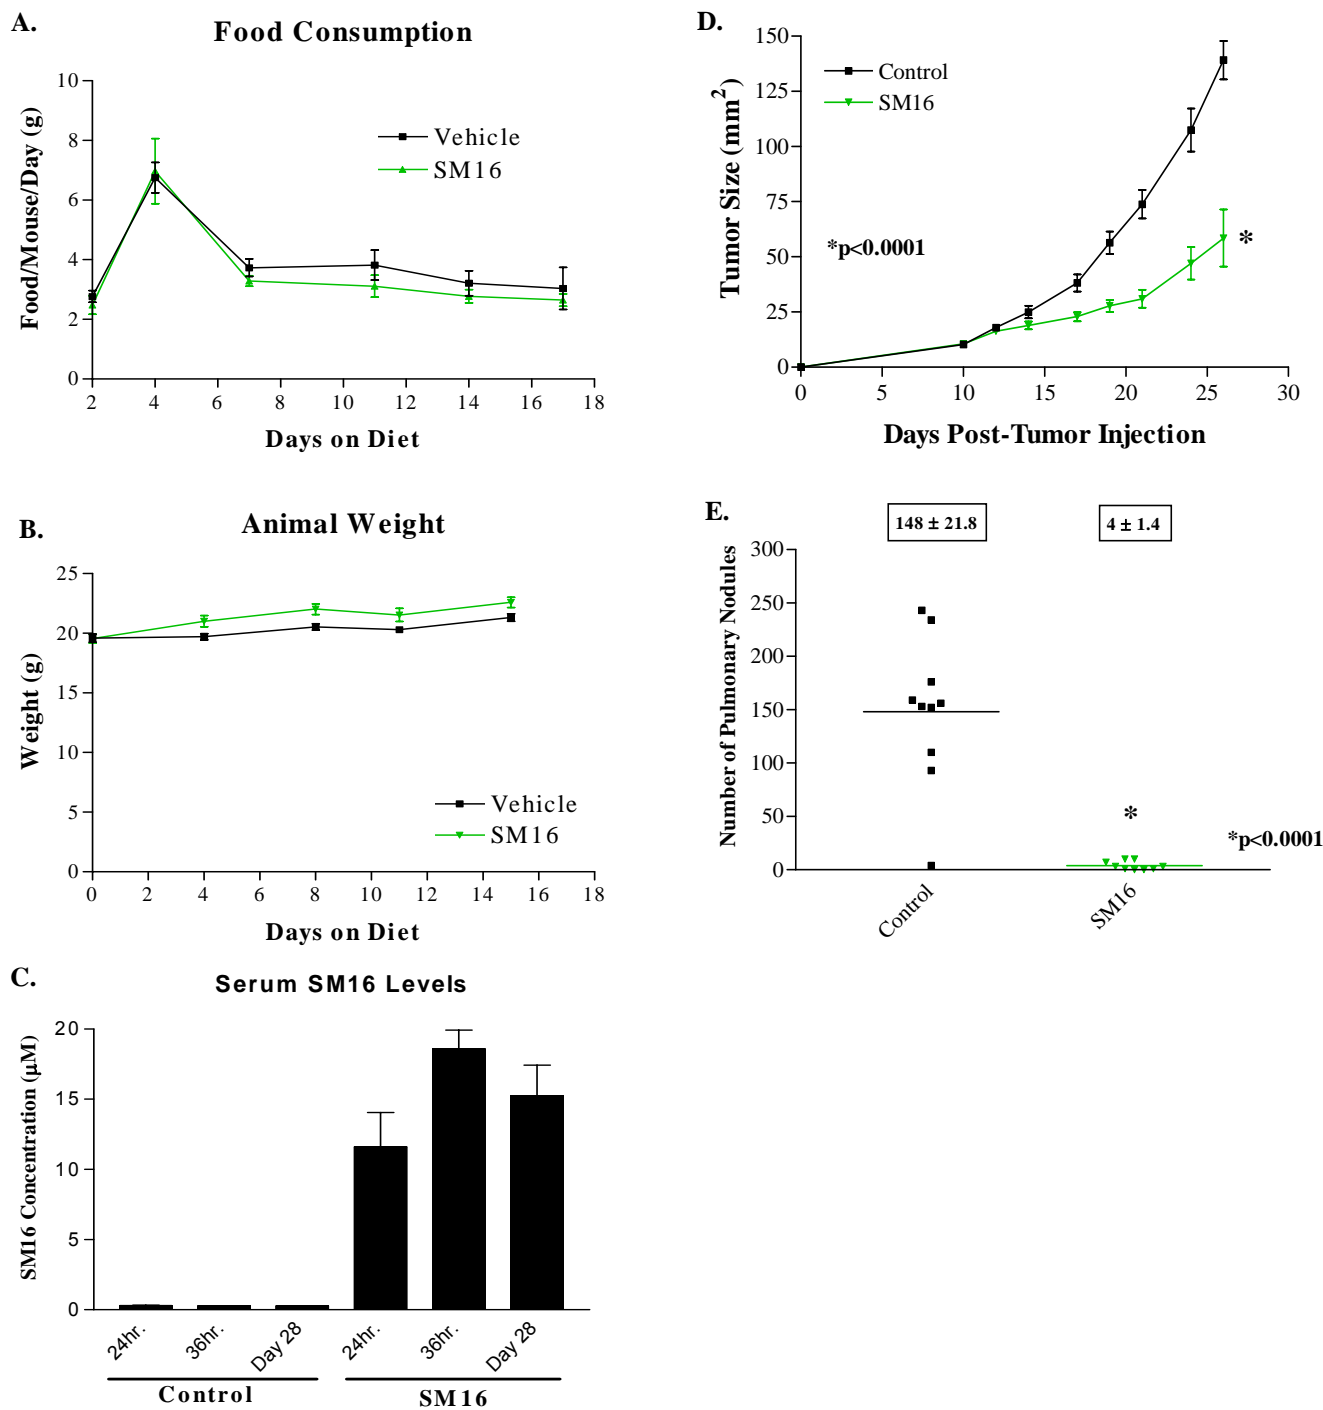 A.
Food Consumption
Food/Mouse/Day (g)
10
8
6
4
2
0
Vehicle
SM16
2 4 6 8 10 12 14 16 18
Days on Diet
B.
Animal Weight
Weight (g)
25
20
15
10
5
0
Vehicle
SM16
0 2 4 6 8 10 12 14 16 18
Days on Diet
C.
Serum SM16 Levels
SM16 Concentration (µM)
20
15
10
5
0
24hr. 36hr. Day 28 24hr. 36hr. Day 28
Control SM16
D.
Tumor Size (mm2)
150
125
100
75
50
25
0
Control
SM16
*p<0.0001
*
0 5 10 15 20 25 30
Days Post-Tumor Injection
E.
148 ± 21.8 4 ± 1.4
Number of Pulmonary Nodules
300
250
200
150
100
50
0
*
*p<0.0001
Control SM16